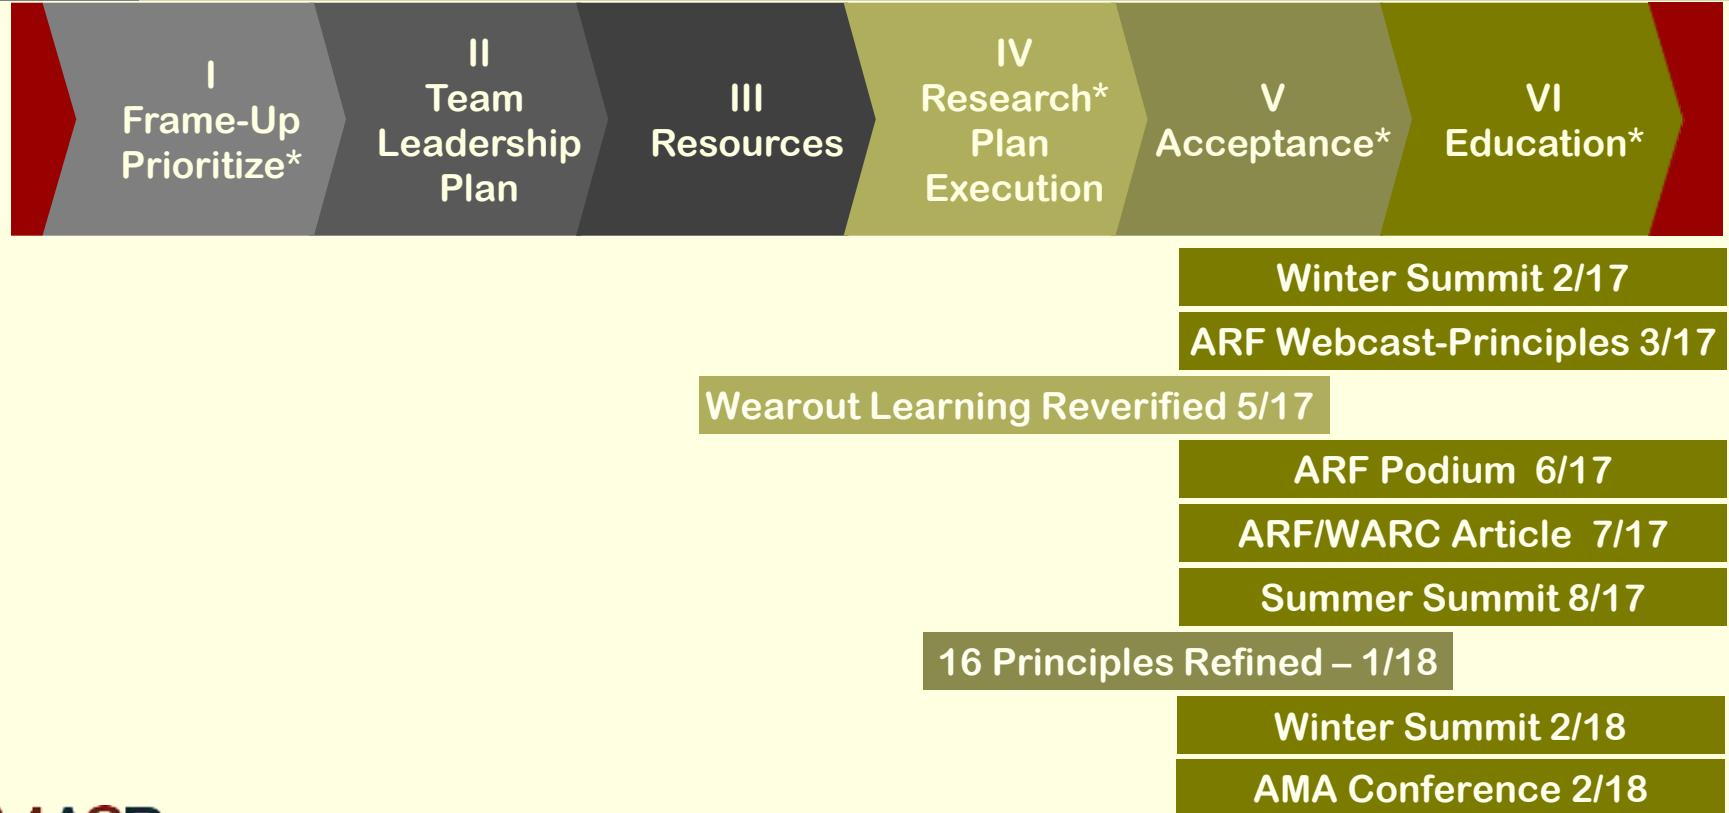 I
Frame-Up
Prioritize*
II
Team
Leadership
Plan
III
Resources
IV
Research*
Plan
Execution
V
Acceptance*
VI
Education*
Winter Summit 2/17
ARF Webcast-Principles 3/17
Wearout Learning Reverified 5/17
ARF Podium 6/17
ARF/WARC Article 7/17
Summer Summit 8/17
16 Principles Refined – 1/18
Winter Summit 2/18
AMA Conference 2/18